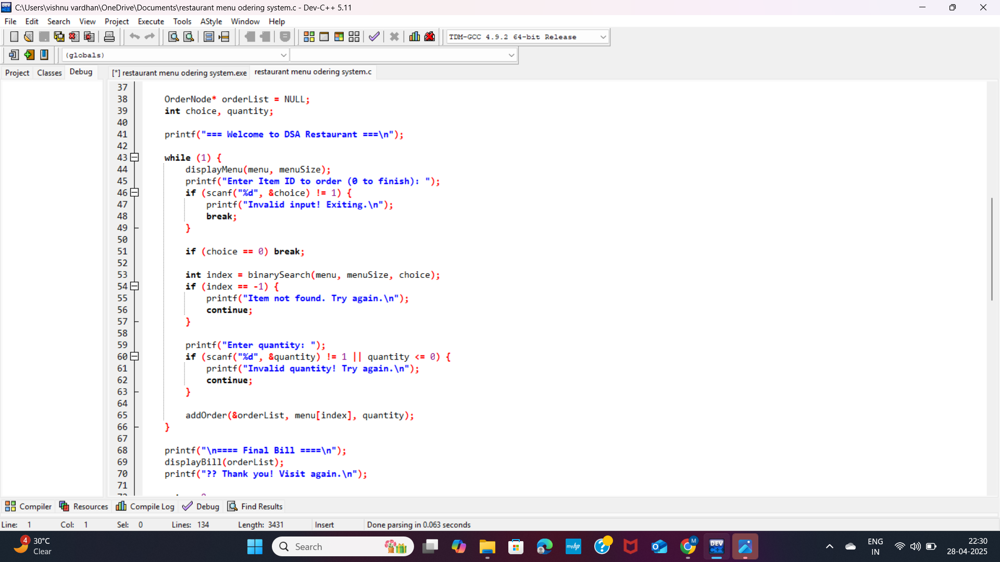 C:\Users\vishnu vardhan\OneDrive\Documents\restaurant menu odering system.c - Dev-C++ 5.11
File Edit Search View Project Execute Tools AStyle Window Help
TDM-GCC 4.9.2 64-bit Release
(globals)
Project Classes Debug [*] restaurant menu odering system.exe restaurant menu odering system.c
37
38 OrderNode* orderList = NULL;
39 int choice, quantity;
40
41 printf("=== Welcome to DSA Restaurant ===\n");
42
43 while (1) {
44 displayMenu(menu, menuSize);
45 printf("Enter Item ID to order (0 to finish): ");
46 if (scanf("%d", &choice) != 1) {
47 printf("Invalid input! Exiting.\n");
48 break;
49 }
50
51 if (choice == 0) break;
52
53 int index = binarySearch(menu, menuSize, choice);
54 if (index == -1) {
55 printf("Item not found. Try again.\n");
56 continue;
57 }
58
59 printf("Enter quantity: ");
60 if (scanf("%d", &quantity) != 1 || quantity <= 0) {
61 printf("Invalid quantity! Try again.\n");
62 continue;
63 }
64
65 addOrder(&orderList, menu[index], quantity);
66 }
67
68 printf("\n==== Final Bill ====\n");
69 displayBill(orderList);
70 printf("?? Thank you! Visit again.\n");
71
Compiler Resources Compile Log Debug Find Results
Line: 1 Col: 1 Sel: 0 Lines: 134 Length: 3431 Insert Done parsing in 0.063 seconds
4 30°C
Clear
Search
myhp
M
DEV
C++
ENG
IN
22:30
28-04-2025